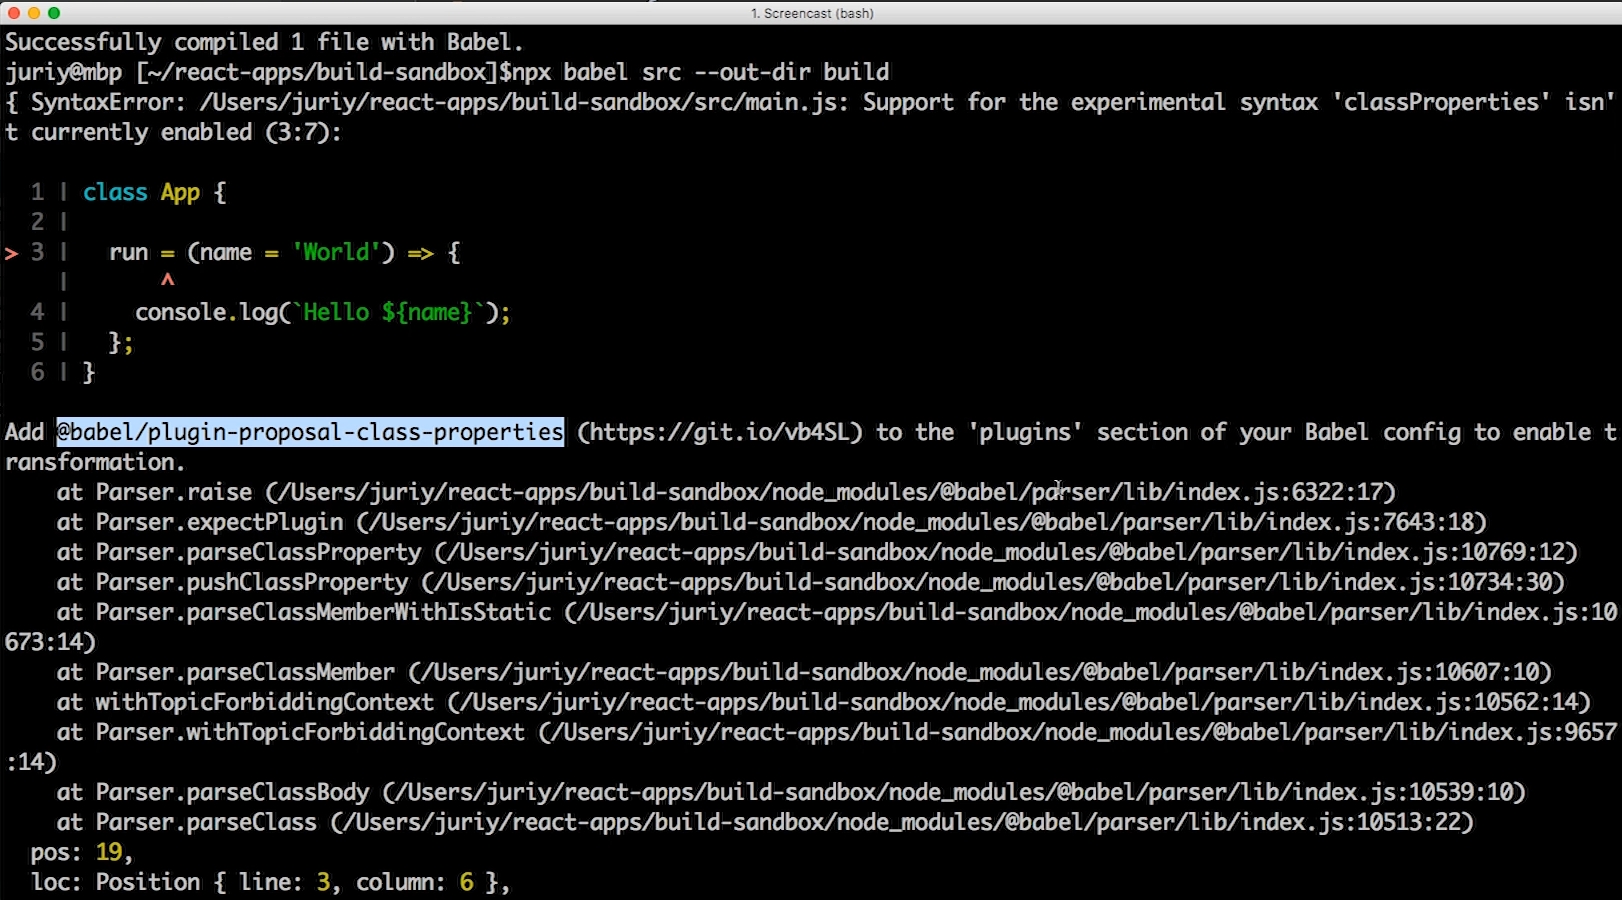 1. Screencast (bash)
Successfully compiled 1 file with Babel.
juriy@mbp [~/react-apps/build-sandbox]$npx babel src --out-dir build
{ SyntaxError: /Users/juriy/react-apps/build-sandbox/src/main.js: Support for the experimental syntax 'classProperties' isn'
t currently enabled (3:7):
1 | class App {
2 |
> 3 |   run = (name = 'World') => {
|       ^
4 |     console.log(`Hello ${name}`);
5 |   };
6 | }
Add @babel/plugin-proposal-class-properties (https://git.io/vb4SL) to the 'plugins' section of your Babel config to enable t
ransformation.
at Parser.raise (/Users/juriy/react-apps/build-sandbox/node_modules/@babel/parser/lib/index.js:6322:17)
at Parser.expectPlugin (/Users/juriy/react-apps/build-sandbox/node_modules/@babel/parser/lib/index.js:7643:18)
at Parser.parseClassProperty (/Users/juriy/react-apps/build-sandbox/node_modules/@babel/parser/lib/index.js:10769:12)
at Parser.pushClassProperty (/Users/juriy/react-apps/build-sandbox/node_modules/@babel/parser/lib/index.js:10734:30)
at Parser.parseClassMemberWithIsStatic (/Users/juriy/react-apps/build-sandbox/node_modules/@babel/parser/lib/index.js:10
673:14)
at Parser.parseClassMember (/Users/juriy/react-apps/build-sandbox/node_modules/@babel/parser/lib/index.js:10607:10)
at withTopicForbiddingContext (/Users/juriy/react-apps/build-sandbox/node_modules/@babel/parser/lib/index.js:10562:14)
at Parser.withTopicForbiddingContext (/Users/juriy/react-apps/build-sandbox/node_modules/@babel/parser/lib/index.js:9657
:14)
at Parser.parseClassBody (/Users/juriy/react-apps/build-sandbox/node_modules/@babel/parser/lib/index.js:10539:10)
at Parser.parseClass (/Users/juriy/react-apps/build-sandbox/node_modules/@babel/parser/lib/index.js:10513:22)
pos: 19,
loc: Position { line: 3, column: 6 },